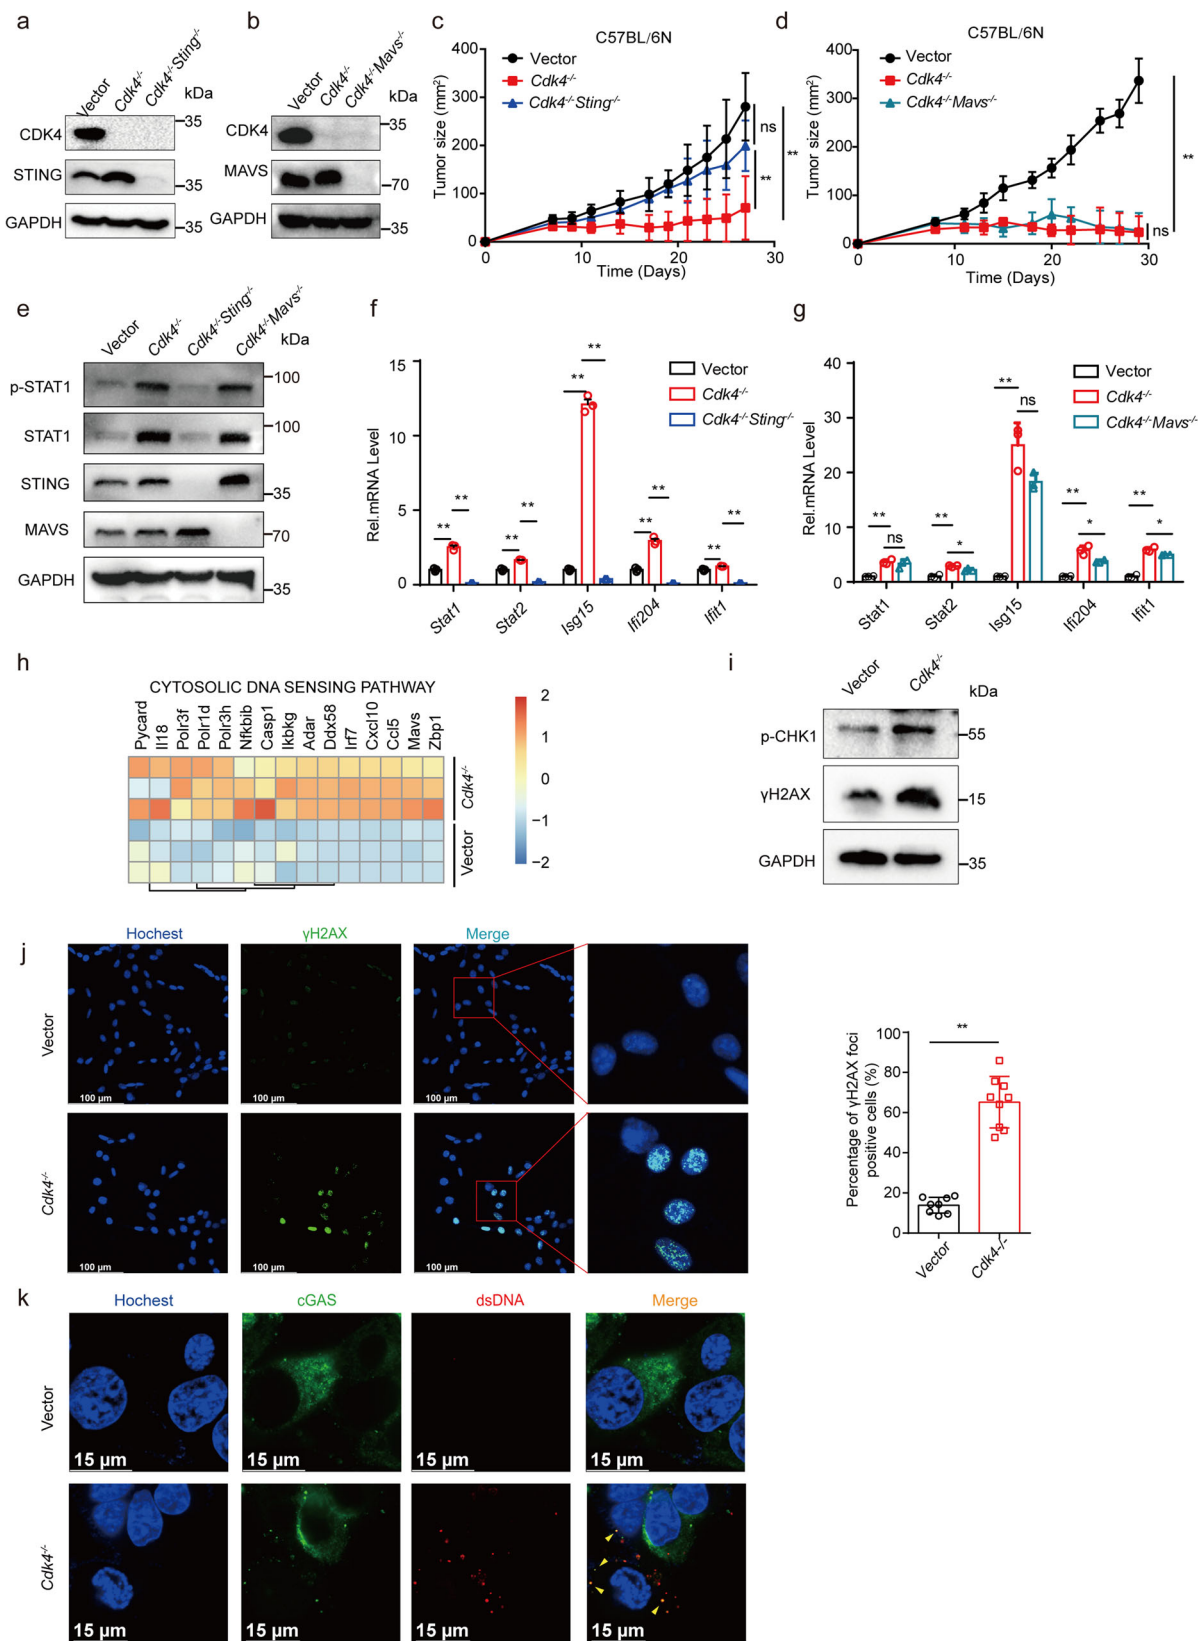 a
Vector
Cdk4-/-
Cdk4-/-Sting-/-
kDa
CDK4
35
STING
35
GAPDH
35
b
Vector
Cdk4-/-
Cdk4-/-Mavs-/-
kDa
CDK4
35
MAVS
70
GAPDH
35
c
C57BL/6N
Vector
Cdk4-/-
Cdk4-/-Sting-/-
Tumor size (mm²)
400
300
200
100
0
0 10 20 30
Time (Days)
ns
**
**
d
C57BL/6N
Vector
Cdk4-/-
Cdk4-/-Mavs-/-
Tumor size (mm²)
400
300
200
100
0
0 10 20 30
Time (Days)
ns
**
e
Vector
Cdk4-/-
Cdk4-/-Sting-/-
Cdk4-/-Mavs-/-
kDa
p-STAT1
100
STAT1
100
STING
35
MAVS
70
GAPDH
35
f
Rel.mRNA Level
15
10
5
0
Vector
Cdk4-/-
Cdk4-/-Sting-/-
** **
** **
** **
** **
** **
Stat1 Stat2 Isg15 Ifi204 Ifit1
g
Rel.mRNA Level
40
30
20
10
0
Vector
Cdk4-/-
Cdk4-/-Mavs-/-
** ns
** *
** ns
** *
** *
Stat1 Stat2 Isg15 Ifi204 Ifit1
h
CYTOSOLIC DNA SENSING PATHWAY
Pycard Il18 Polr3f Polr1d Polr3h Nfkbib Casp1 Ikbkg Adar Ddx58 Irf7 Cxcl10 Ccl5 Mavs Zbp1
Cdk4-/-
Vector
2
1
0
−1
−2
i
Vector
Cdk4-/-
kDa
p-CHK1
55
γH2AX
15
GAPDH
35
j
Hochest γH2AX Merge
Vector
100 µm 100 µm 100 µm
Cdk4-/-
100 µm 100 µm 100 µm
Percentage of γH2AX foci
positive cells (%)
100
80
60
40
20
0
**
Vector Cdk4-/-
k
Hochest cGAS dsDNA Merge
Vector
15 µm 15 µm 15 µm 15 µm
Cdk4-/-
15 µm 15 µm 15 µm 15 µm